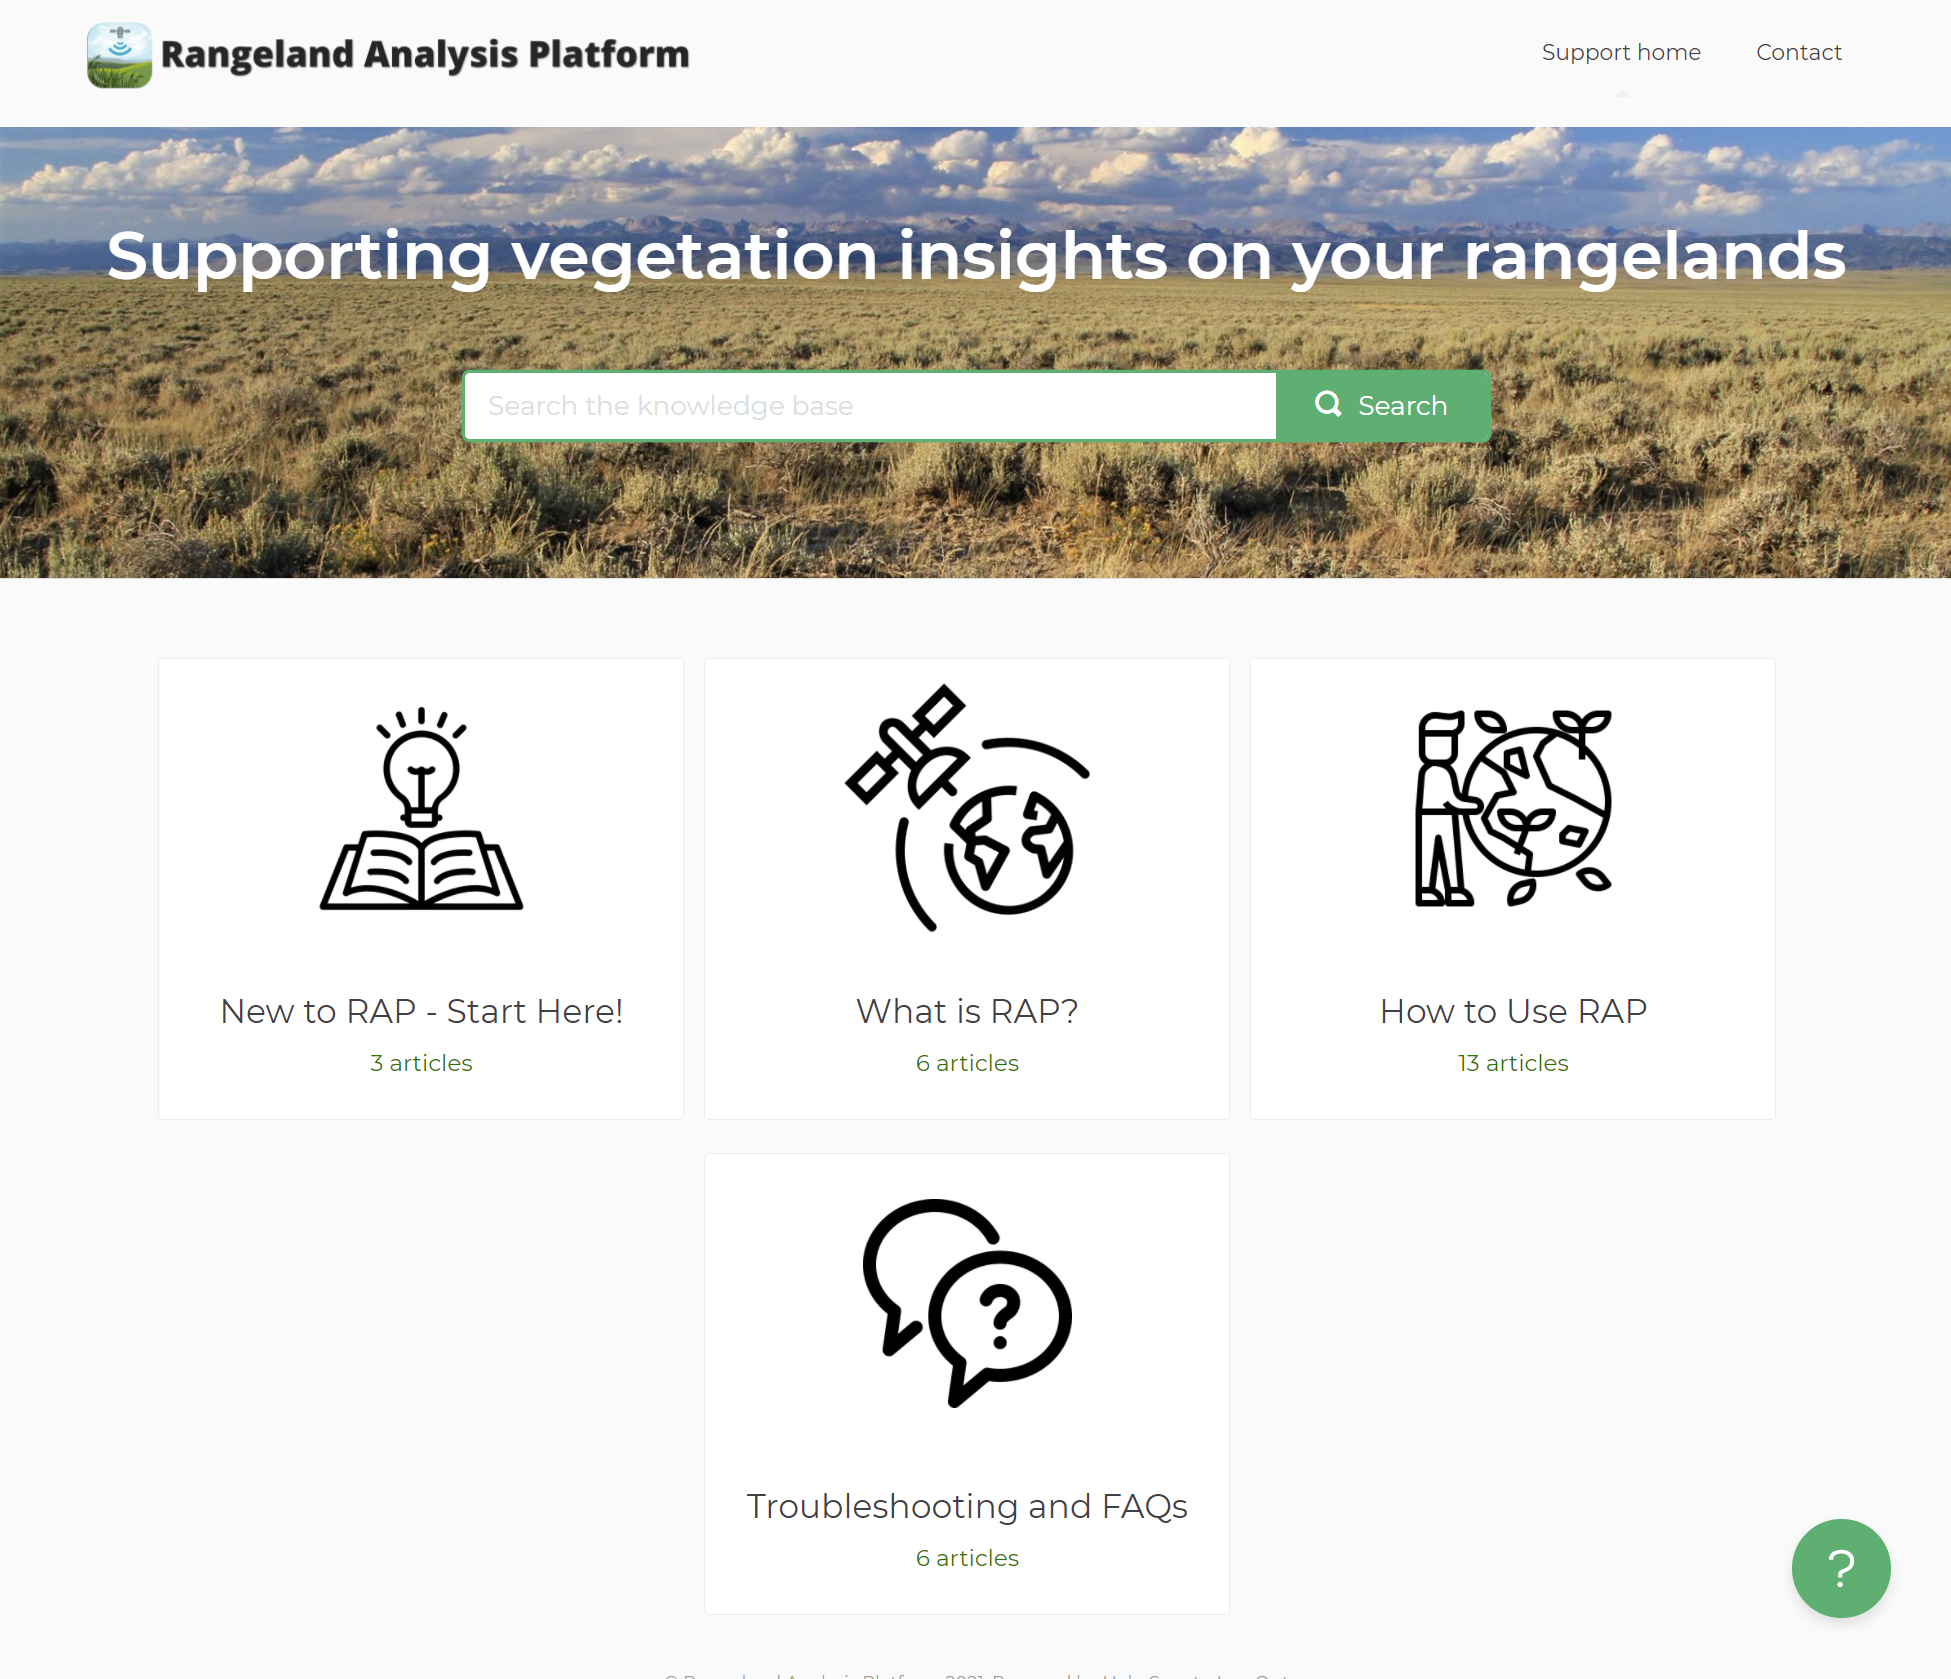 Rangeland Analysis Platform
Support home
Contact
Supporting vegetation insights on your rangelands
Search the knowledge base
Search
New to RAP - Start Here!
3 articles
What is RAP?
6 articles
How to Use RAP
13 articles
Troubleshooting and FAQs
6 articles
?